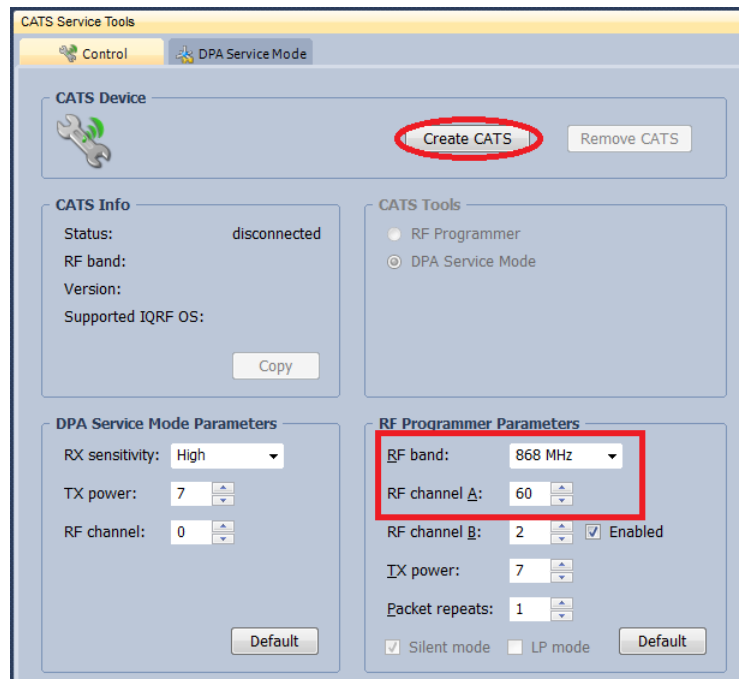 CATS Service Tools
Control DPA Service Mode
CATS Device
Create CATS Remove CATS
CATS Info
Status: disconnected
RF band:
Version:
Supported IQRF OS:
Copy
CATS Tools
RF Programmer
DPA Service Mode
DPA Service Mode Parameters
RX sensitivity: High
TX power: 7
RF channel: 0
Default
RF Programmer Parameters
RF band: 868 MHz
RF channel A: 60
RF channel B: 2 Enabled
TX power: 7
Packet repeats: 1
Silent mode LP mode Default